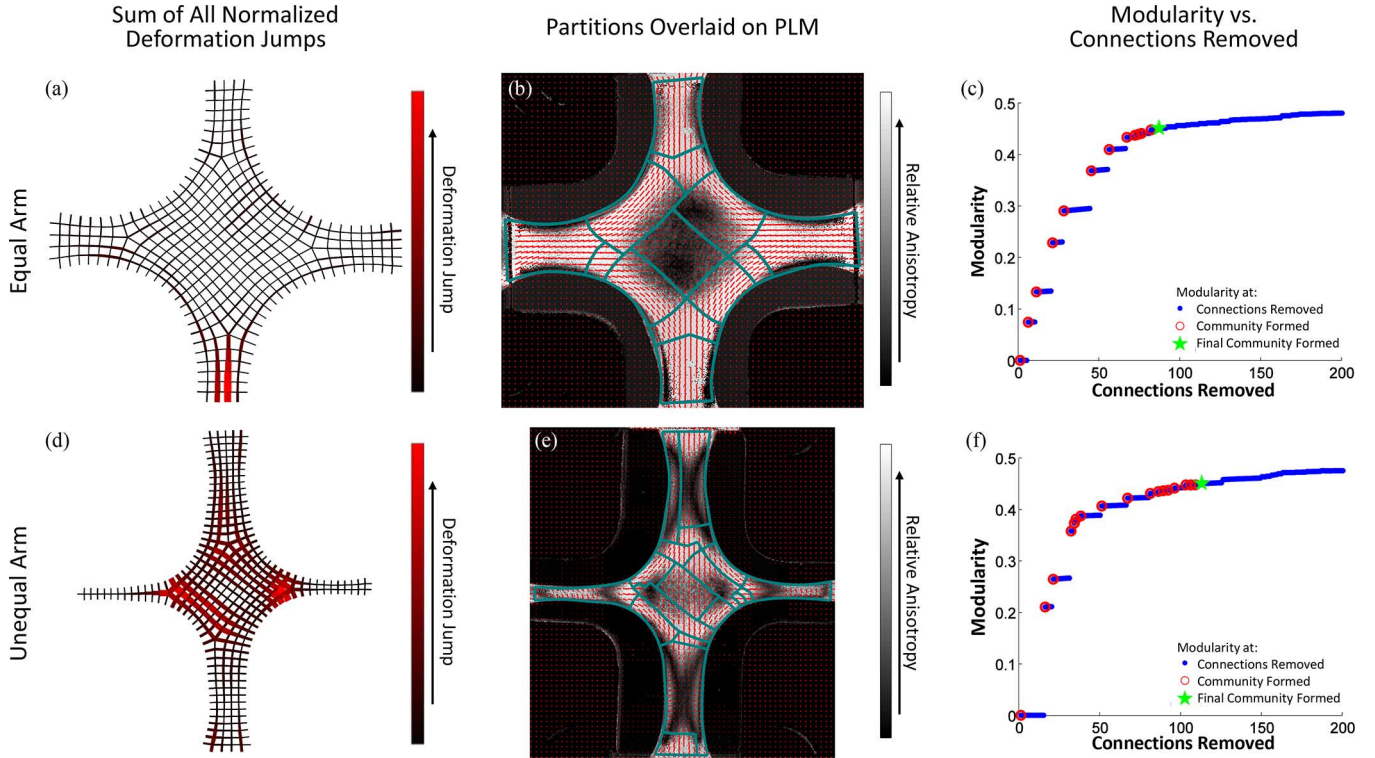 Sum of All Normalized
Deformation Jumps
Partitions Overlaid on PLM
Modularity vs.
Connections Removed
Equal Arm
(a)
Deformation Jump
(b)
Relative Anisotropy
(c)
Modularity
0.5
0.4
0.3
0.2
0.1
0
Modularity at:
Connections Removed
Community Formed
Final Community Formed
0 50 100 150 200
Connections Removed
Unequal Arm
(d)
Deformation Jump
(e)
Relative Anisotropy
(f)
Modularity
0.5
0.4
0.3
0.2
0.1
0
Modularity at:
Connections Removed
Community Formed
Final Community Formed
0 50 100 150 200
Connections Removed